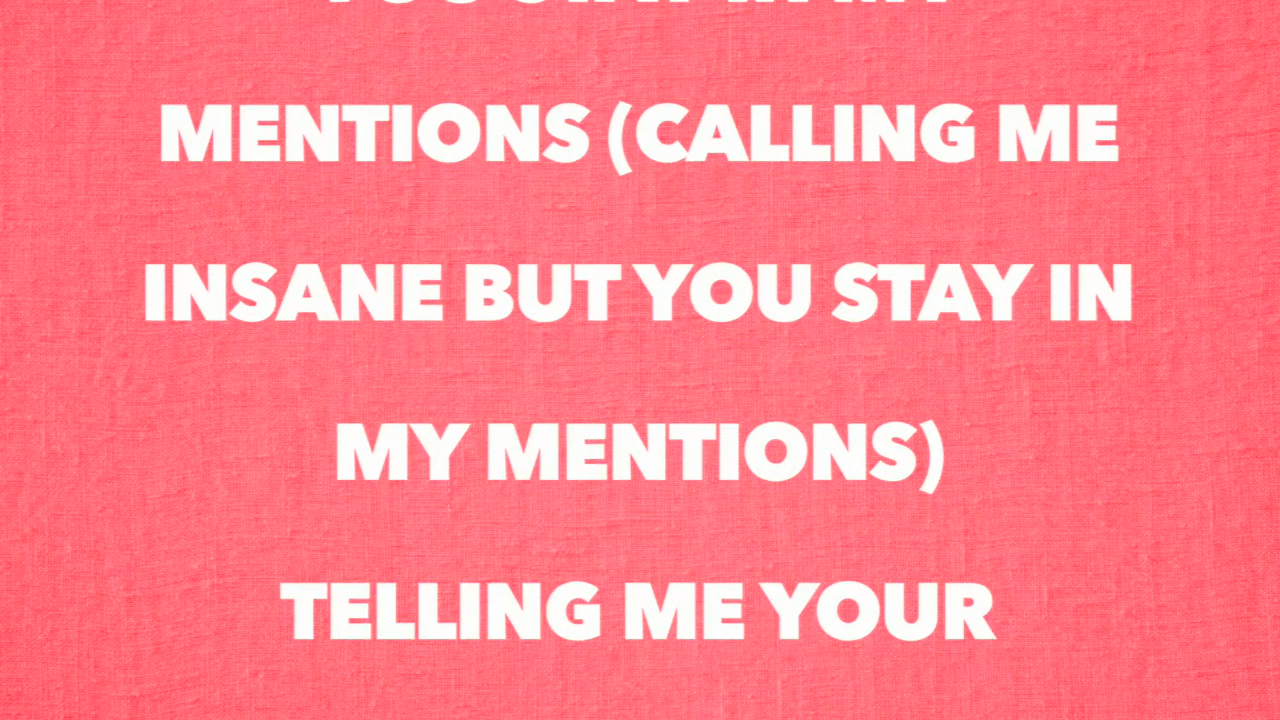 MENTIONS (CALLING ME
INSANE BUT YOU STAY IN
MY MENTIONS)
TELLING ME YOUR